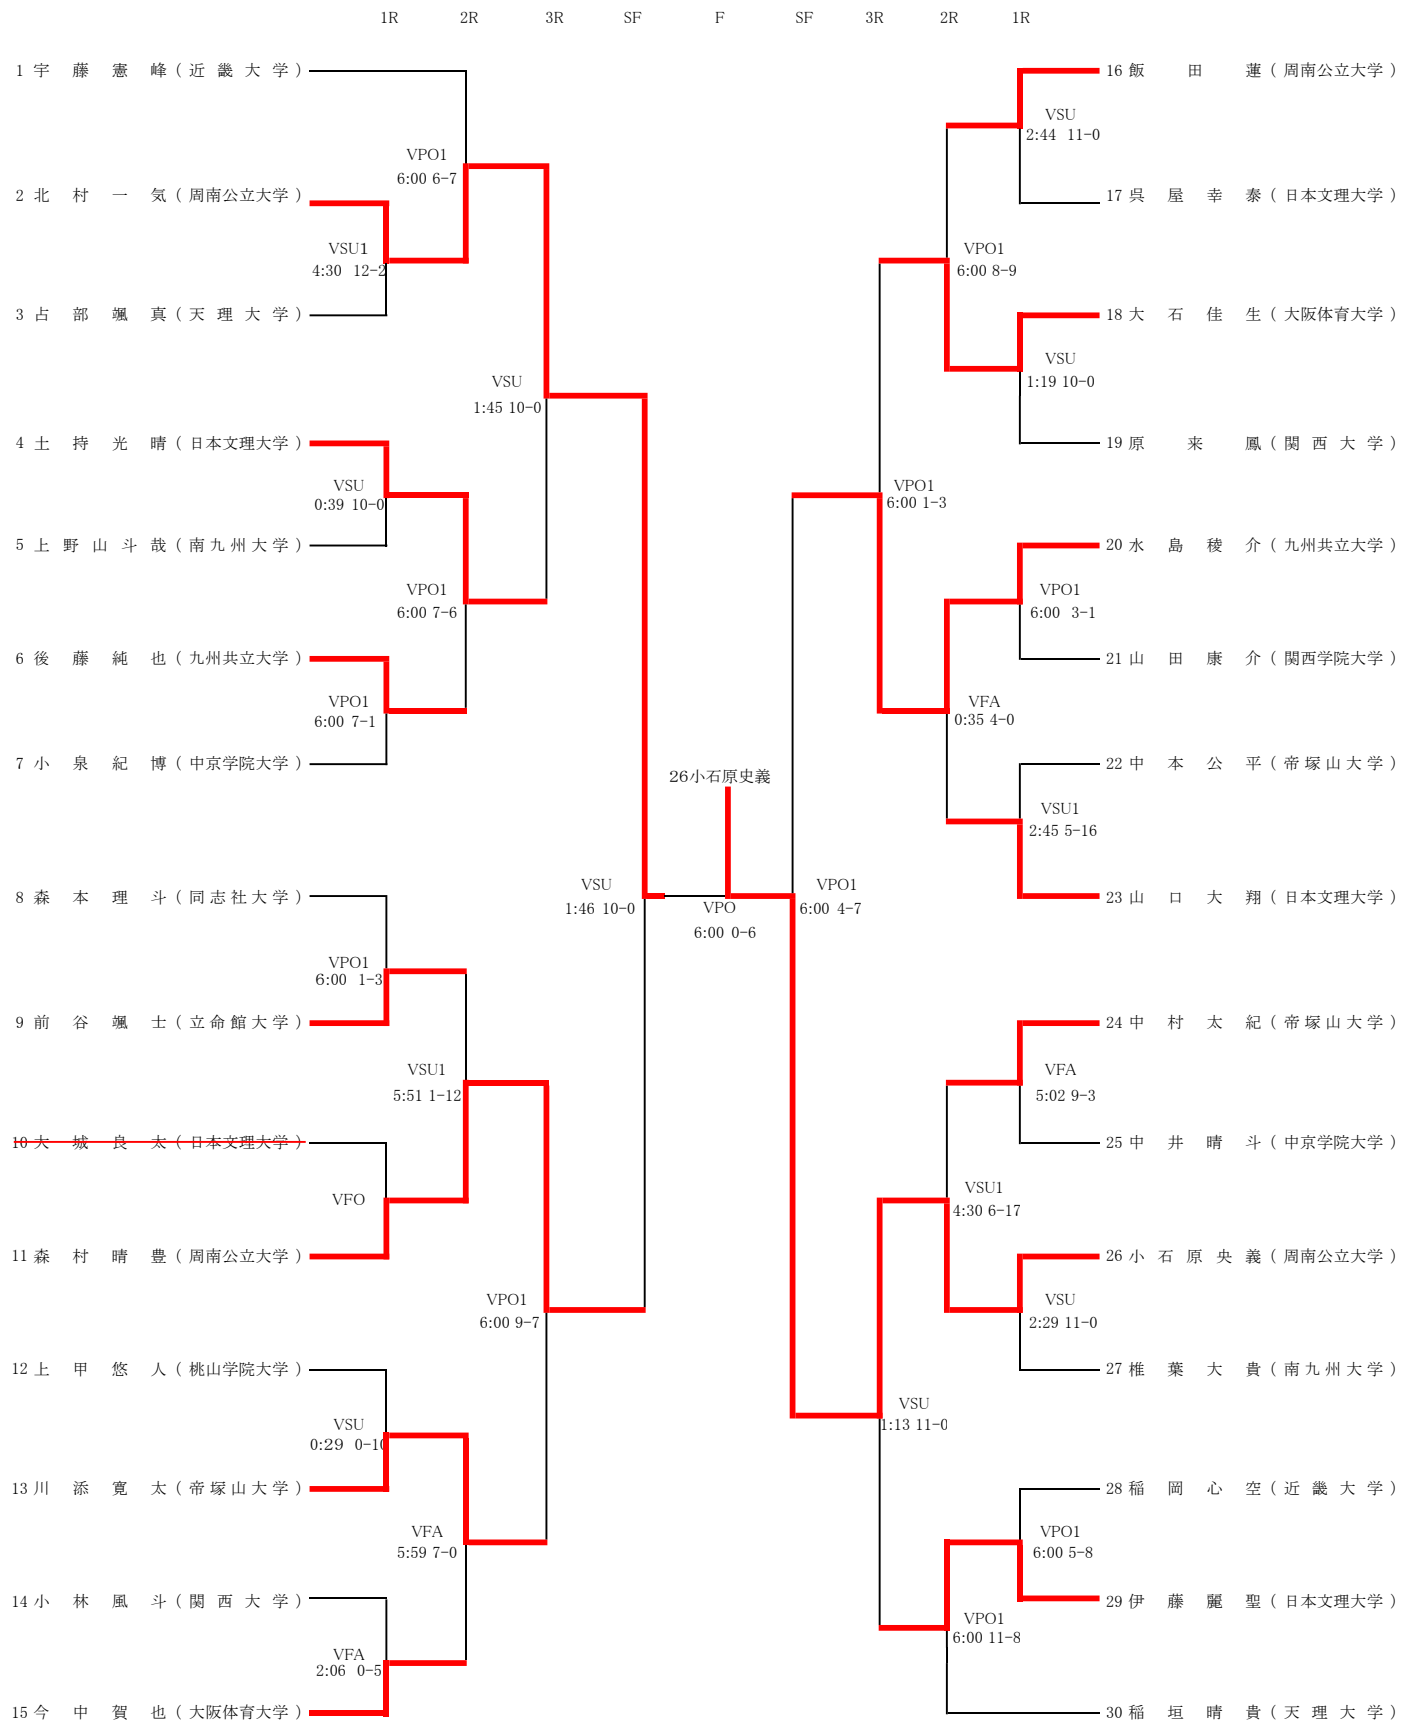 1R 2R 3R SF F SF 3R 2R 1R
1 宇藤憲峰（近畿大学）
VPO1
6:00 6-7
2 北村一気（周南公立大学）
VSU1
4:30 12-2
3 占部颯真（天理大学）
VSU
1:45 10-0
4 土持光晴（日本文理大学）
VSU
0:39 10-0
5 上野山斗哉（南九州大学）
VPO1
6:00 7-6
6 後藤純也（九州共立大学）
VPO1
6:00 7-1
7 小泉紀博（中京学院大学）
VSU
1:46 10-0
8 森本理斗（同志社大学）
VPO1
6:00 1-3
9 前谷颯士（立命館大学）
VSU1
5:51 1-12
10 大城良太（日本文理大学）
VFO
11 森村晴豊（周南公立大学）
VPO1
6:00 9-7
12 上甲悠人（桃山学院大学）
VSU
0:29 0-10
13 川添寛太（帝塚山大学）
VFA
5:59 7-0
14 小林風斗（関西大学）
VFA
2:06 0-5
15 今中賀也（大阪体育大学）
26小石原史義
VPO
6:00 0-6
16 飯田蓮（周南公立大学）
VSU
2:44 11-0
17 呉屋幸泰（日本文理大学）
VPO1
6:00 8-9
18 大石佳生（大阪体育大学）
VSU
1:19 10-0
19 原来鳳（関西大学）
VPO1
6:00 1-3
20 水島稜介（九州共立大学）
VPO1
6:00 3-1
21 山田康介（関西学院大学）
VFA
0:35 4-0
22 中本公平（帝塚山大学）
VSU1
2:45 5-16
23 山口大翔（日本文理大学）
VPO1
6:00 4-7
24 中村太紀（帝塚山大学）
VFA
5:02 9-3
25 中井晴斗（中京学院大学）
VSU1
4:30 6-17
26 小石原央義（周南公立大学）
VSU
2:29 11-0
27 椎葉大貴（南九州大学）
VSU
1:13 11-0
28 稲岡心空（近畿大学）
VPO1
6:00 5-8
29 伊藤麗聖（日本文理大学）
VPO1
6:00 11-8
30 稲垣晴貴（天理大学）